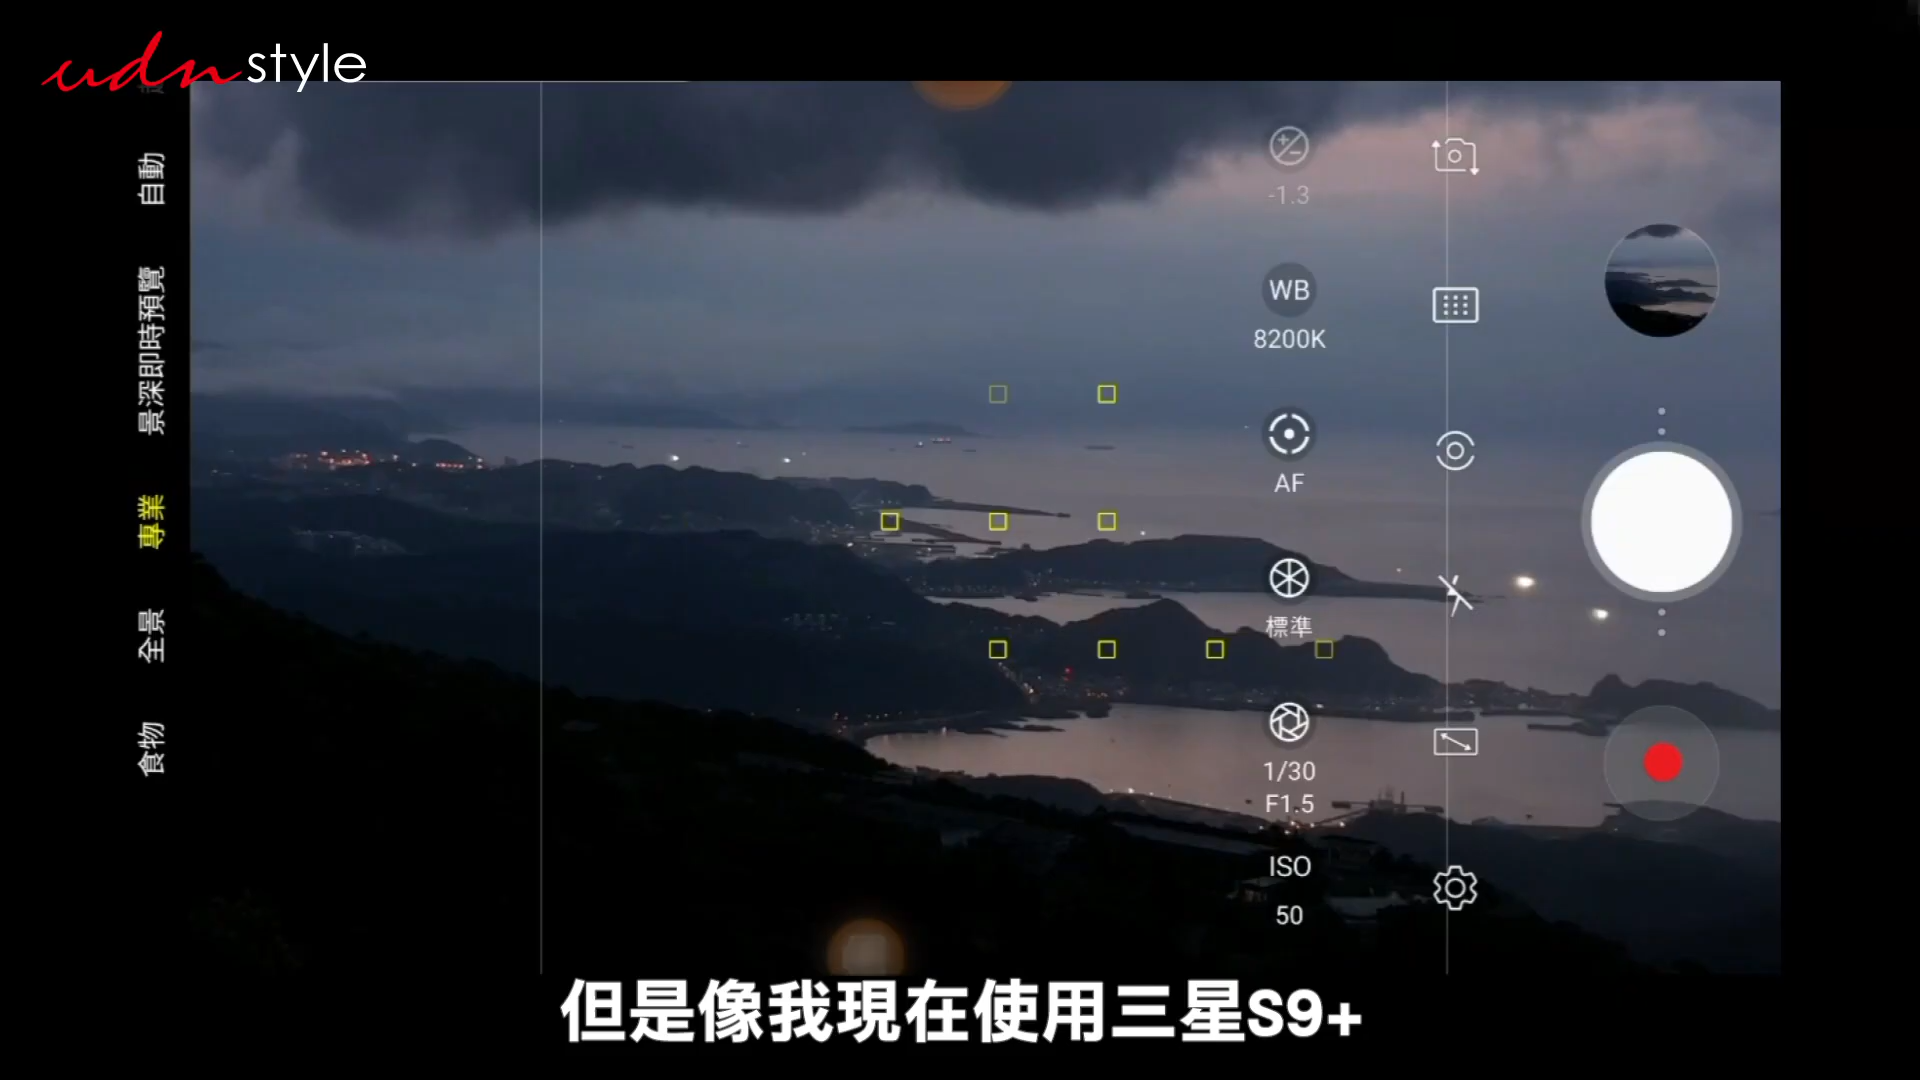 udn style
自動
景深即時預覽
專業
全景
食物
-1.3
WB
8200K
AF
標準
1/30
F1.5
ISO
50
但是像我現在使用三星S9+